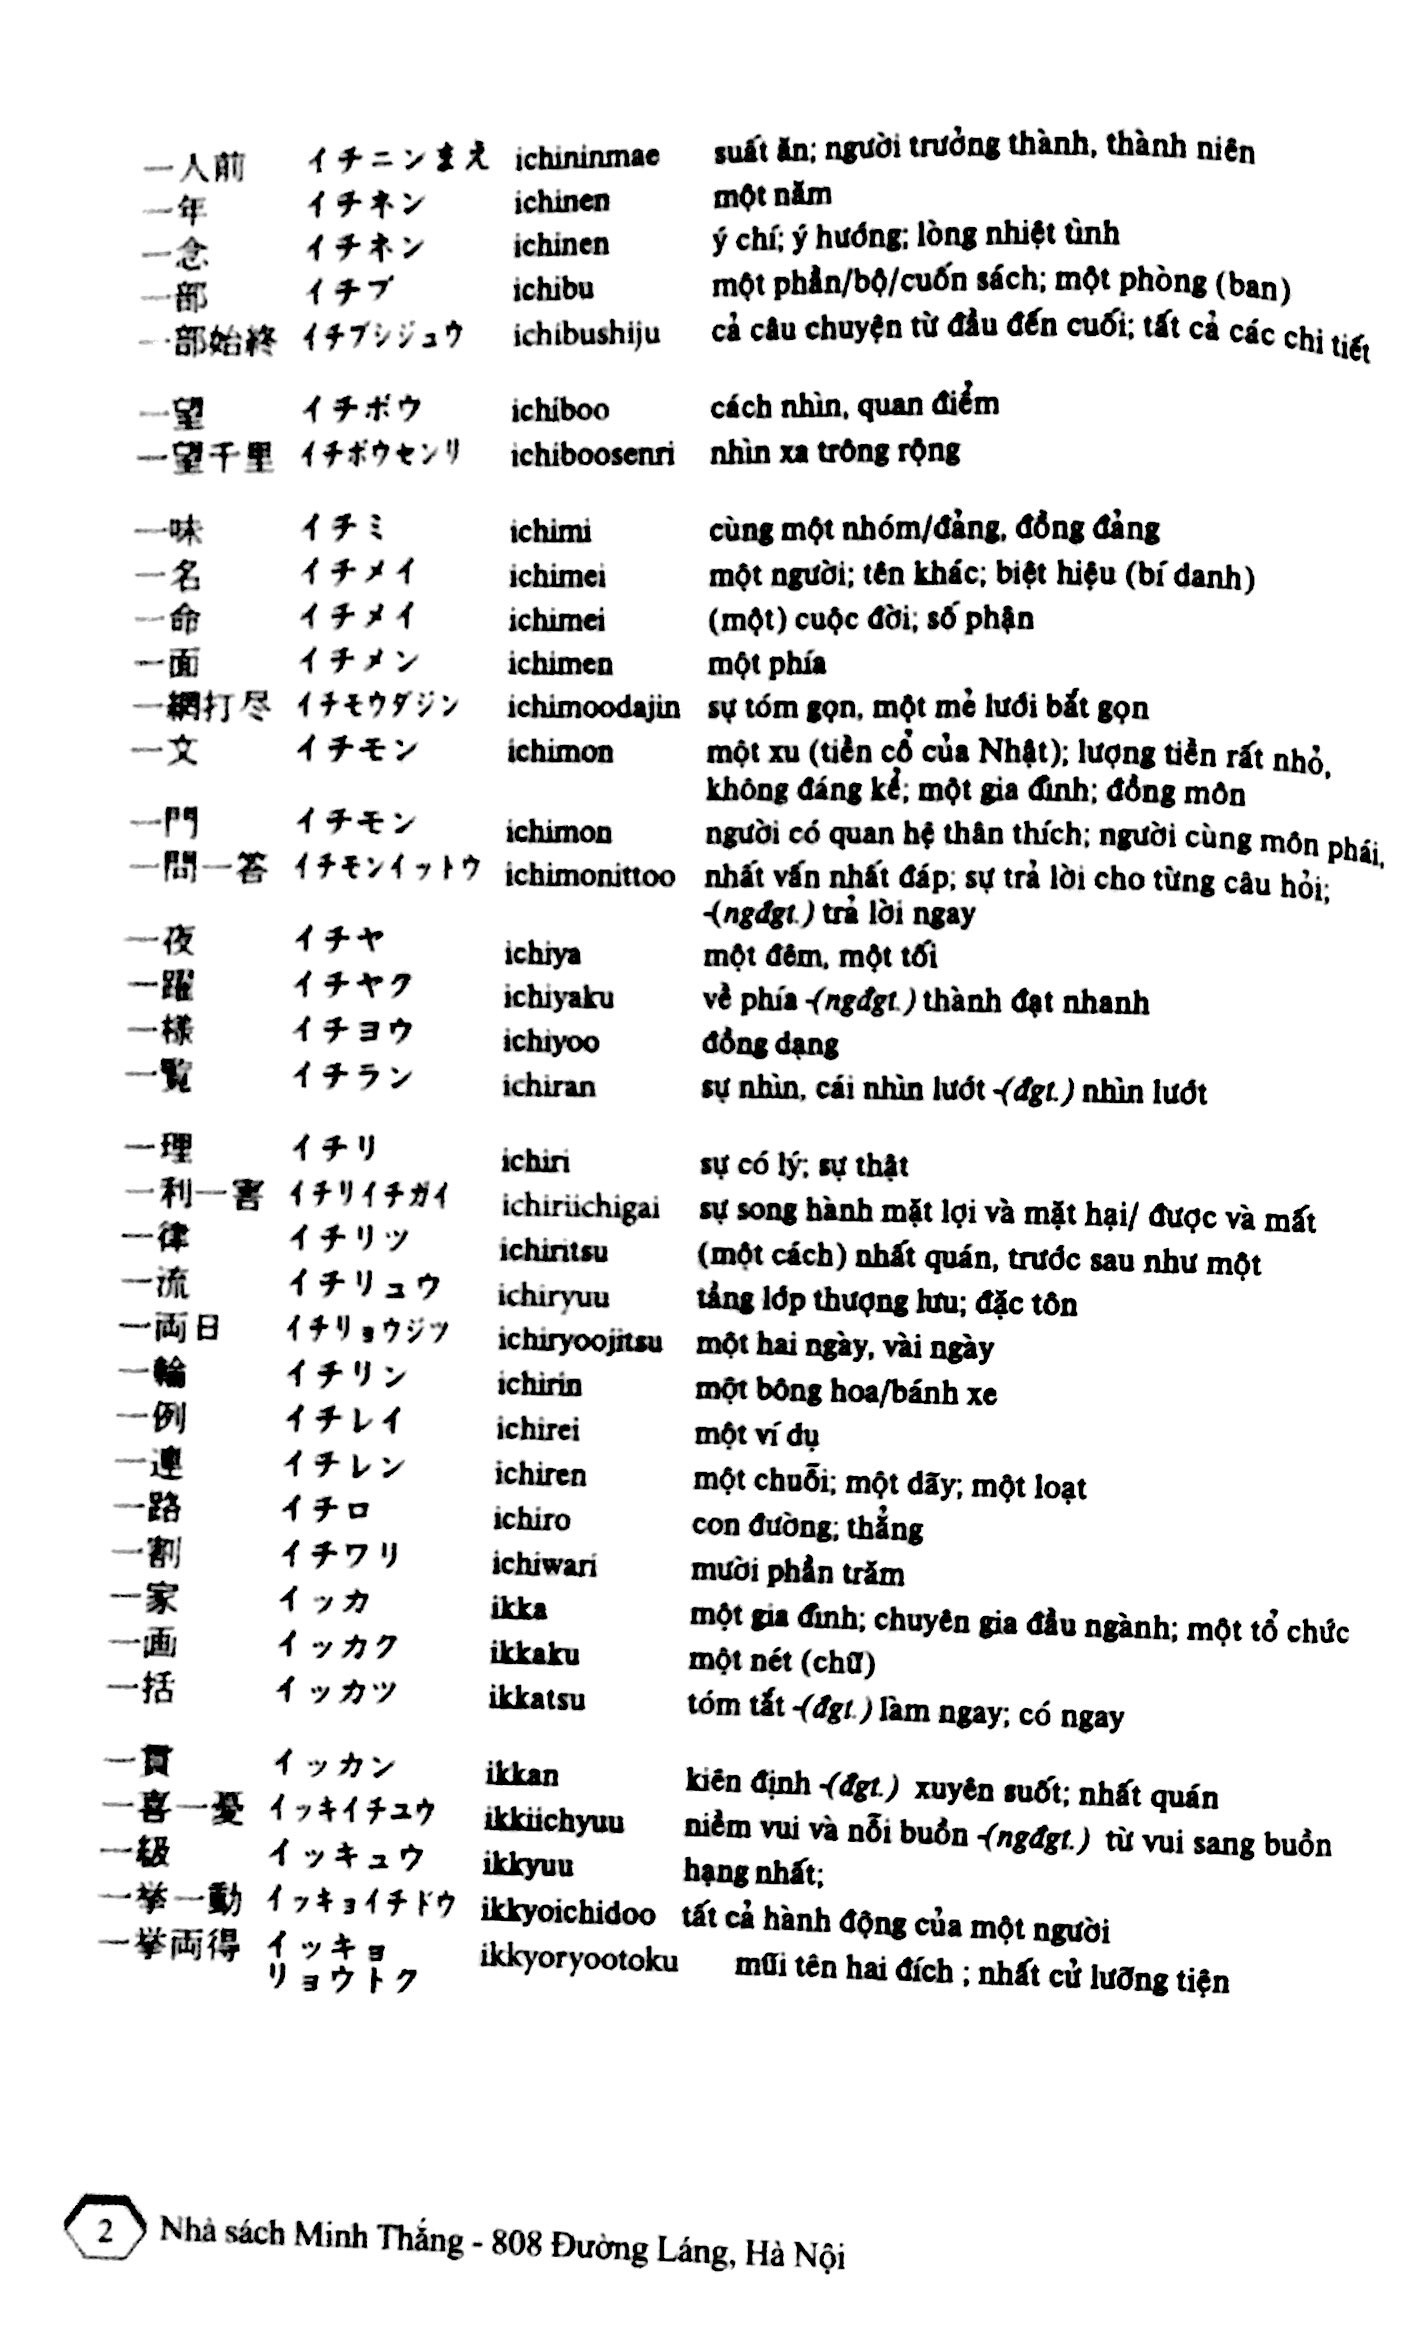 一人前 イチニンまえ ichininmae suất ăn; người trưởng thành, thành niên
一年 イチネン ichinen một năm
一念 イチネン ichinen ý chí; ý hướng; lòng nhiệt tình
一部 イチブ ichibu một phần/bộ/cuốn sách; một phòng (ban)
一部始終 イチブシジュウ ichibushiju cả câu chuyện từ đầu đến cuối; tất cả các chi tiết
一望 イチボウ ichiboo cách nhìn, quan điểm
一望千里 イチボウセンリ ichiboosenri nhìn xa trông rộng
一味 イチミ ichimi cùng một nhóm/đảng, đồng đảng
一名 イチメイ ichimei một người; tên khác; biệt hiệu (bí danh)
一命 イチメイ ichimei (một) cuộc đời; số phận
一面 イチメン ichimen một phía
一網打尽 イチモウダジン ichimoodajin sự tóm gọn, một mẻ lưới bắt gọn
一文 イチモン ichimon một xu (tiền cổ của Nhật); lượng tiền rất nhỏ,
không đáng kể; một gia đình; đồng môn
一門 イチモン ichimon người có quan hệ thân thích; người cùng môn phái,
一問一答 イチモンイットウ ichimonittoo nhất vấn nhất đáp; sự trả lời cho từng câu hỏi;
-(ngđgt.) trả lời ngay
一夜 イチヤ ichiya một đêm, một tối
一躍 イチヤク ichiyaku về phía -(ngđgt.) thành đạt nhanh
一様 イチヨウ ichiyoo đồng dạng
一覧 イチラン ichiran sự nhìn, cái nhìn lướt -(đgt.) nhìn lướt
一理 イチリ ichiri sự có lý; sự thật
一利一害 イチリイチガイ ichiriichigai sự song hành mặt lợi và mặt hại/ được và mất
一律 イチリツ ichiritsu (một cách) nhất quán, trước sau như một
一流 イチリュウ ichiryuu tầng lớp thượng lưu; đặc tôn
一両日 イチリョウジツ ichiryoojitsu một hai ngày, vài ngày
一輪 イチリン ichirin một bông hoa/bánh xe
一例 イチレイ ichirei một ví dụ
一連 イチレン ichiren một chuỗi; một dãy; một loạt
一路 イチロ ichiro con đường; thẳng
一割 イチワリ ichiwari mười phần trăm
一家 イッカ ikka một gia đình; chuyên gia đầu ngành; một tổ chức
一画 イッカク ikkaku một nét (chữ)
一括 イッカツ ikkatsu tóm tắt -(đgt.) làm ngay; có ngay
一貫 イッカン ikkan kiên định -(đgt.) xuyên suốt; nhất quán
一喜一憂 イッキイチユウ ikkiichyuu niềm vui và nỗi buồn -(ngđgt.) từ vui sang buồn
一級 イッキュウ ikkyuu hạng nhất;
一挙一動 イッキョイチドウ ikkyoichidoo tất cả hành động của một người
一挙両得 イッキョ ikkyoryootoku mũi tên hai đích ; nhất cử lưỡng tiện
リョウトク
2 Nhà sách Minh Thắng - 808 Đường Láng, Hà Nội